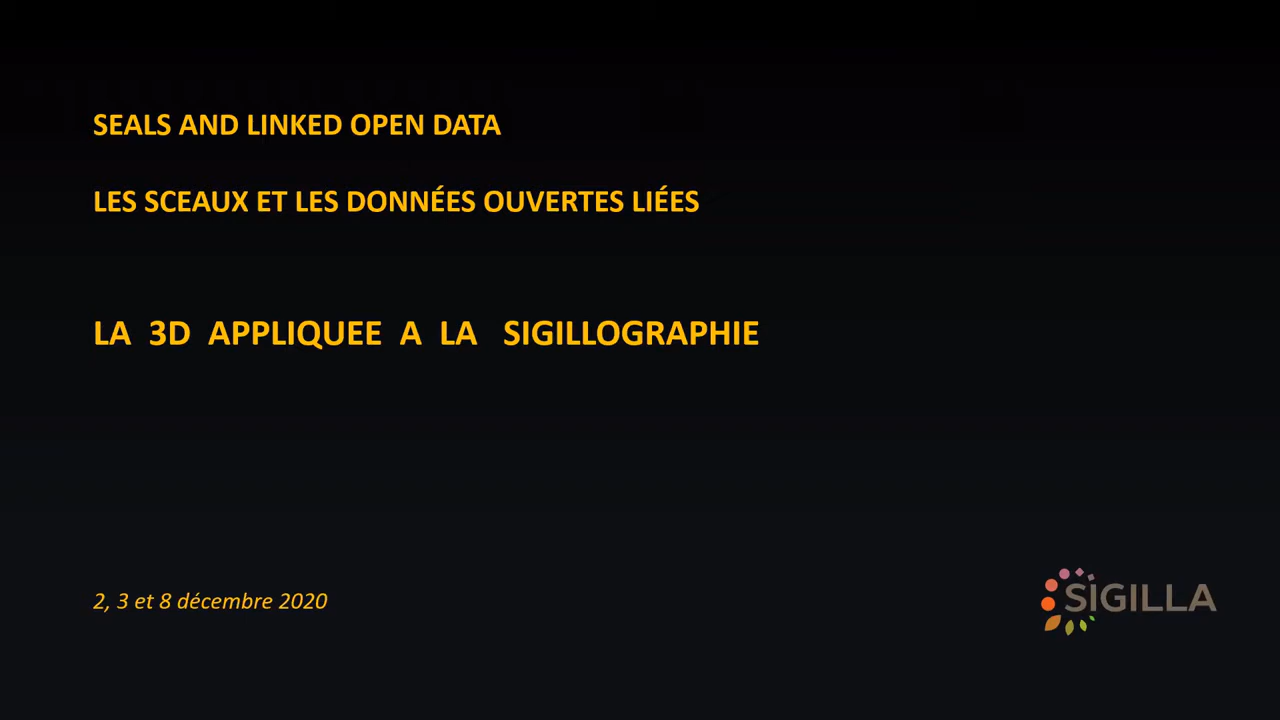 SEALS AND LINKED OPEN DATA
LES SCEAUX ET LES DONNÉES OUVERTES LIÉES
LA 3D APPLIQUEE A LA SIGILLOGRAPHIE
2, 3 et 8 décembre 2020
SIGILLA